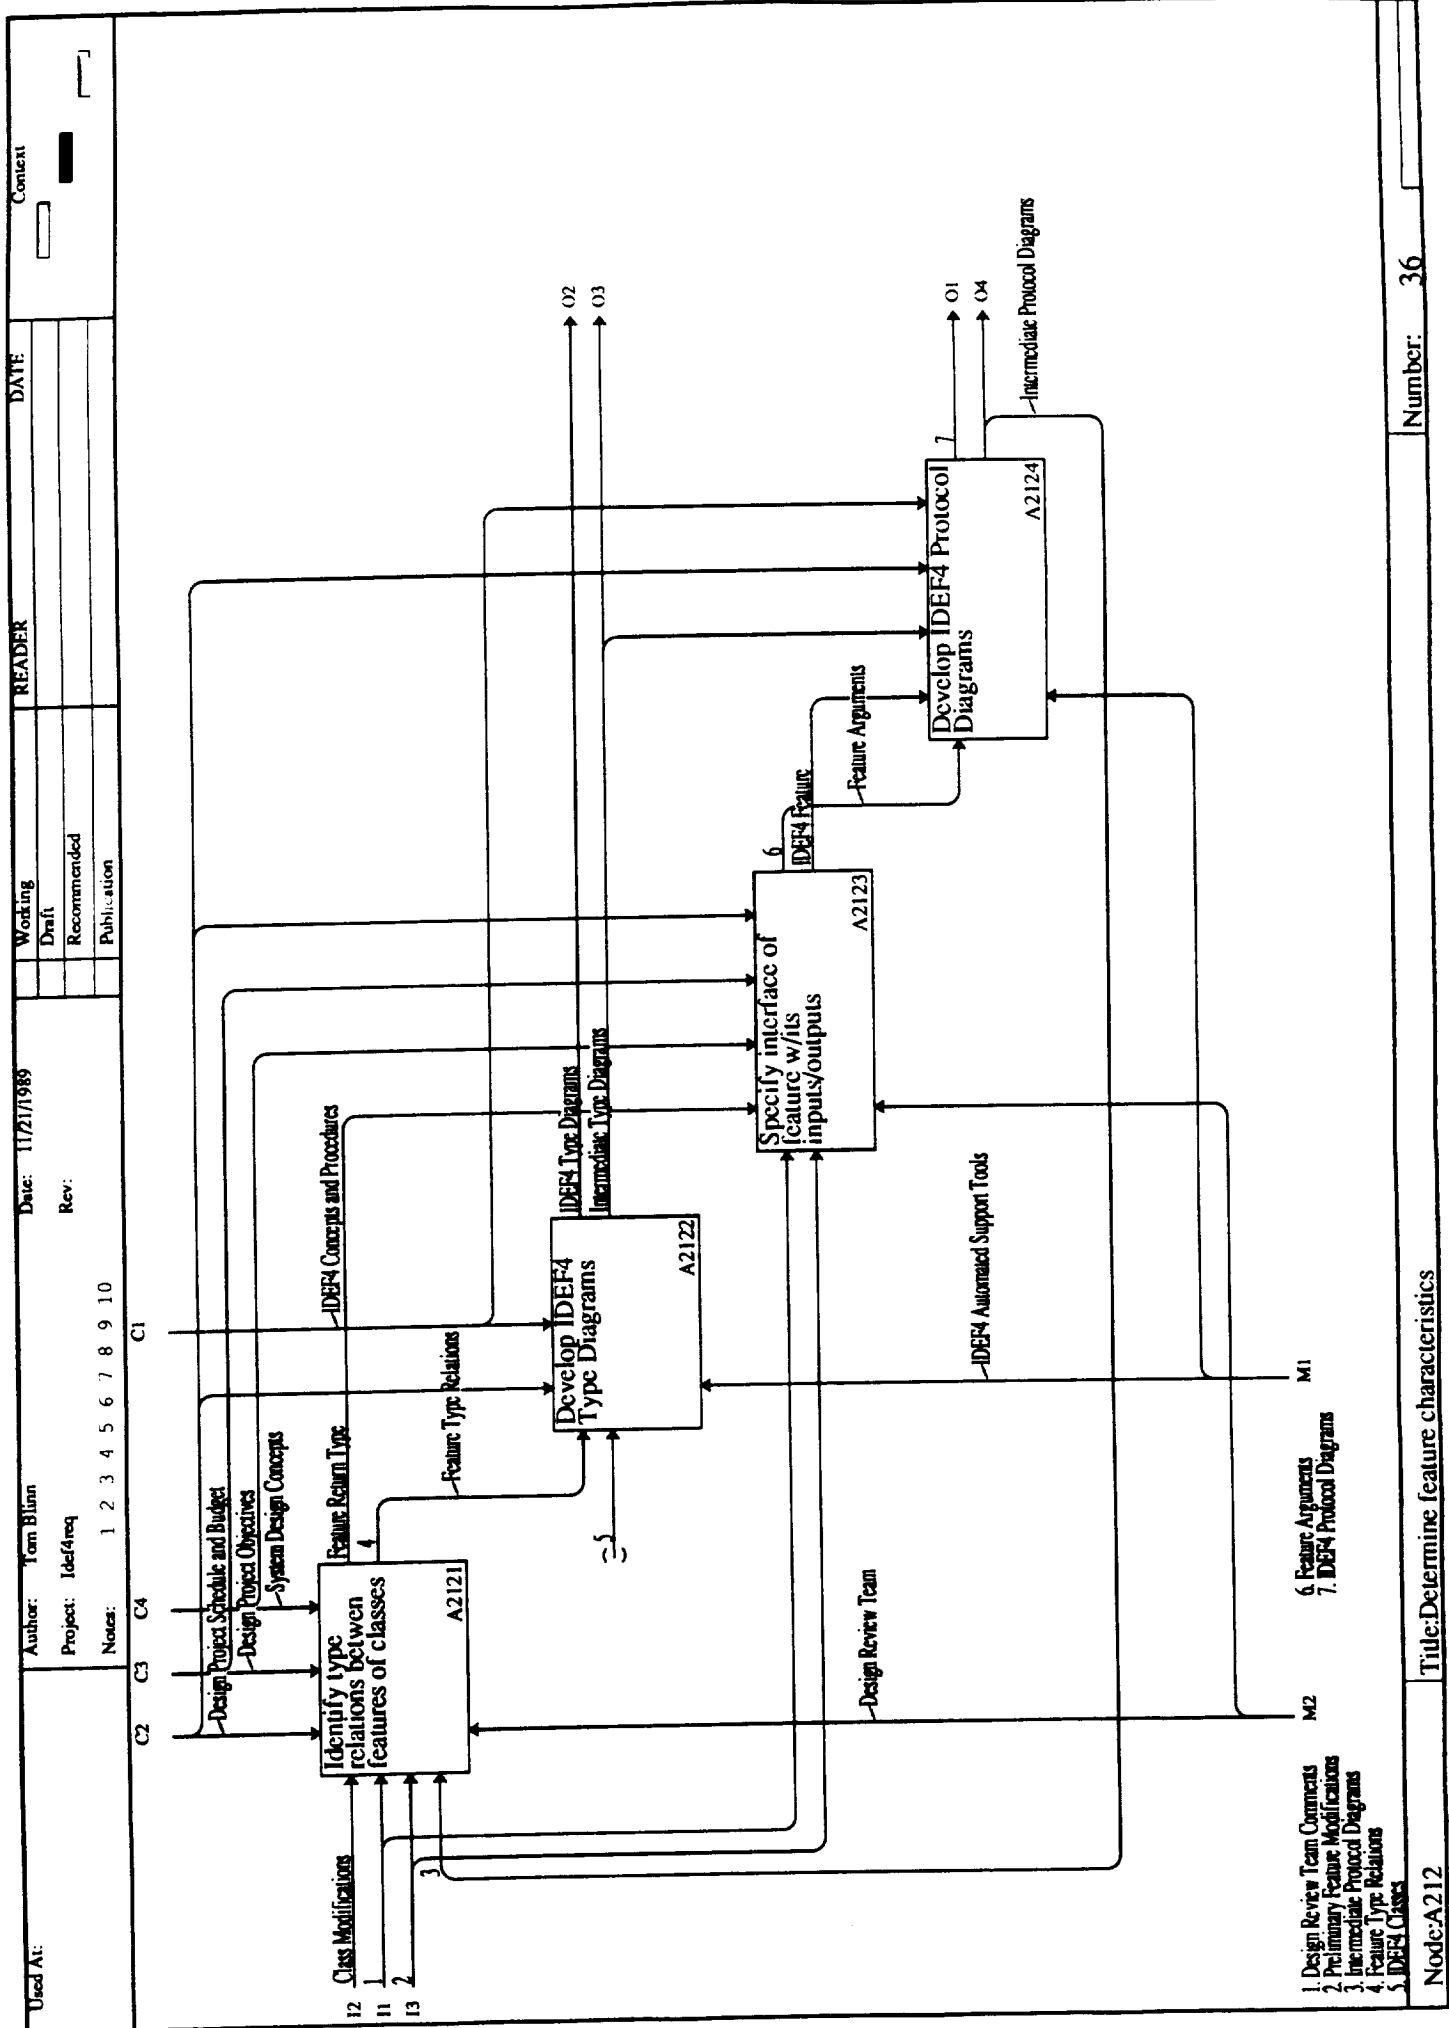 Used At:
Author: Tom Blinn
Date: 11/21/1989
Project: Idef4req
Rev:
Notes: 1 2 3 4 5 6 7 8 9 10
Working
Draft
Recommended
Publication
READER
DATE
Context
C2
C3
C4
C1
Design Project Schedule and Budget
Design Project Objectives
System Design Concepts
IDEF4 Concepts and Procedures
I2
Class Modifications
I1
1
I3
2
3
Identify type
relations betwen
features of classes
A2121
Feature Return Type
4
Feature Type Relations
5
Develop IDEF4
Type Diagrams
A2122
IDEF4 Type Diagrams
Intermediate Type Diagrams
O2
O3
Specify interface of
feature w/its
inputs/outputs
A2123
6
IDEF4 Feature
Feature Arguments
Develop IDEF4 Protocol
Diagrams
A2124
7
O1
O4
Intermediate Protocol Diagrams
Design Review Team
IDEF4 Automated Support Tools
M2
M1
1. Design Review Team Comments
2. Preliminary Feature Modifications
3. Intermediate Protocol Diagrams
4. Feature Type Relations
5. IDEF4 Classes
6. Feature Arguments
7. IDEF4 Protocol Diagrams
Node:A212
Title:Determine feature characteristics
Number: 36